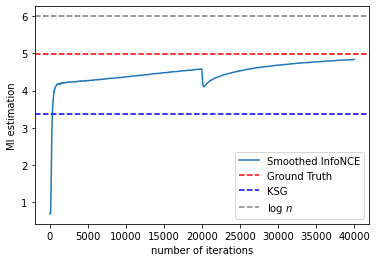 6
5
4
3
2
1
MI estimation
Smoothed InfoNCE
Ground Truth
KSG
log n
0 5000 10000 15000 20000 25000 30000 35000 40000
number of iterations